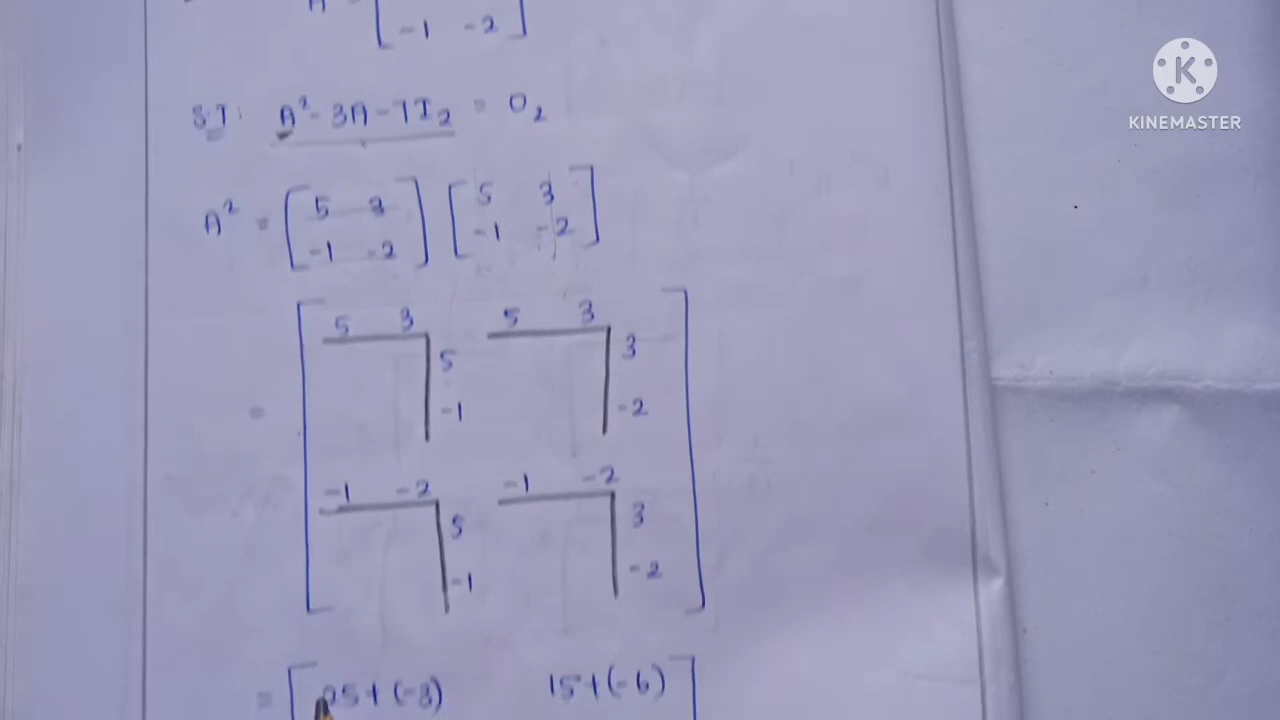 A
-1 -2
S.T: A² - 3A - 7I₂ = O₂
A² = [5 3] [5 3]
[-1 -2] [-1 -2]
5 3 5 3
5 3
= -1 -2
-1 -2 -1 -2
5 3
-1 -2
= [25+(-3) 15+(-6)]
K
KINEMASTER